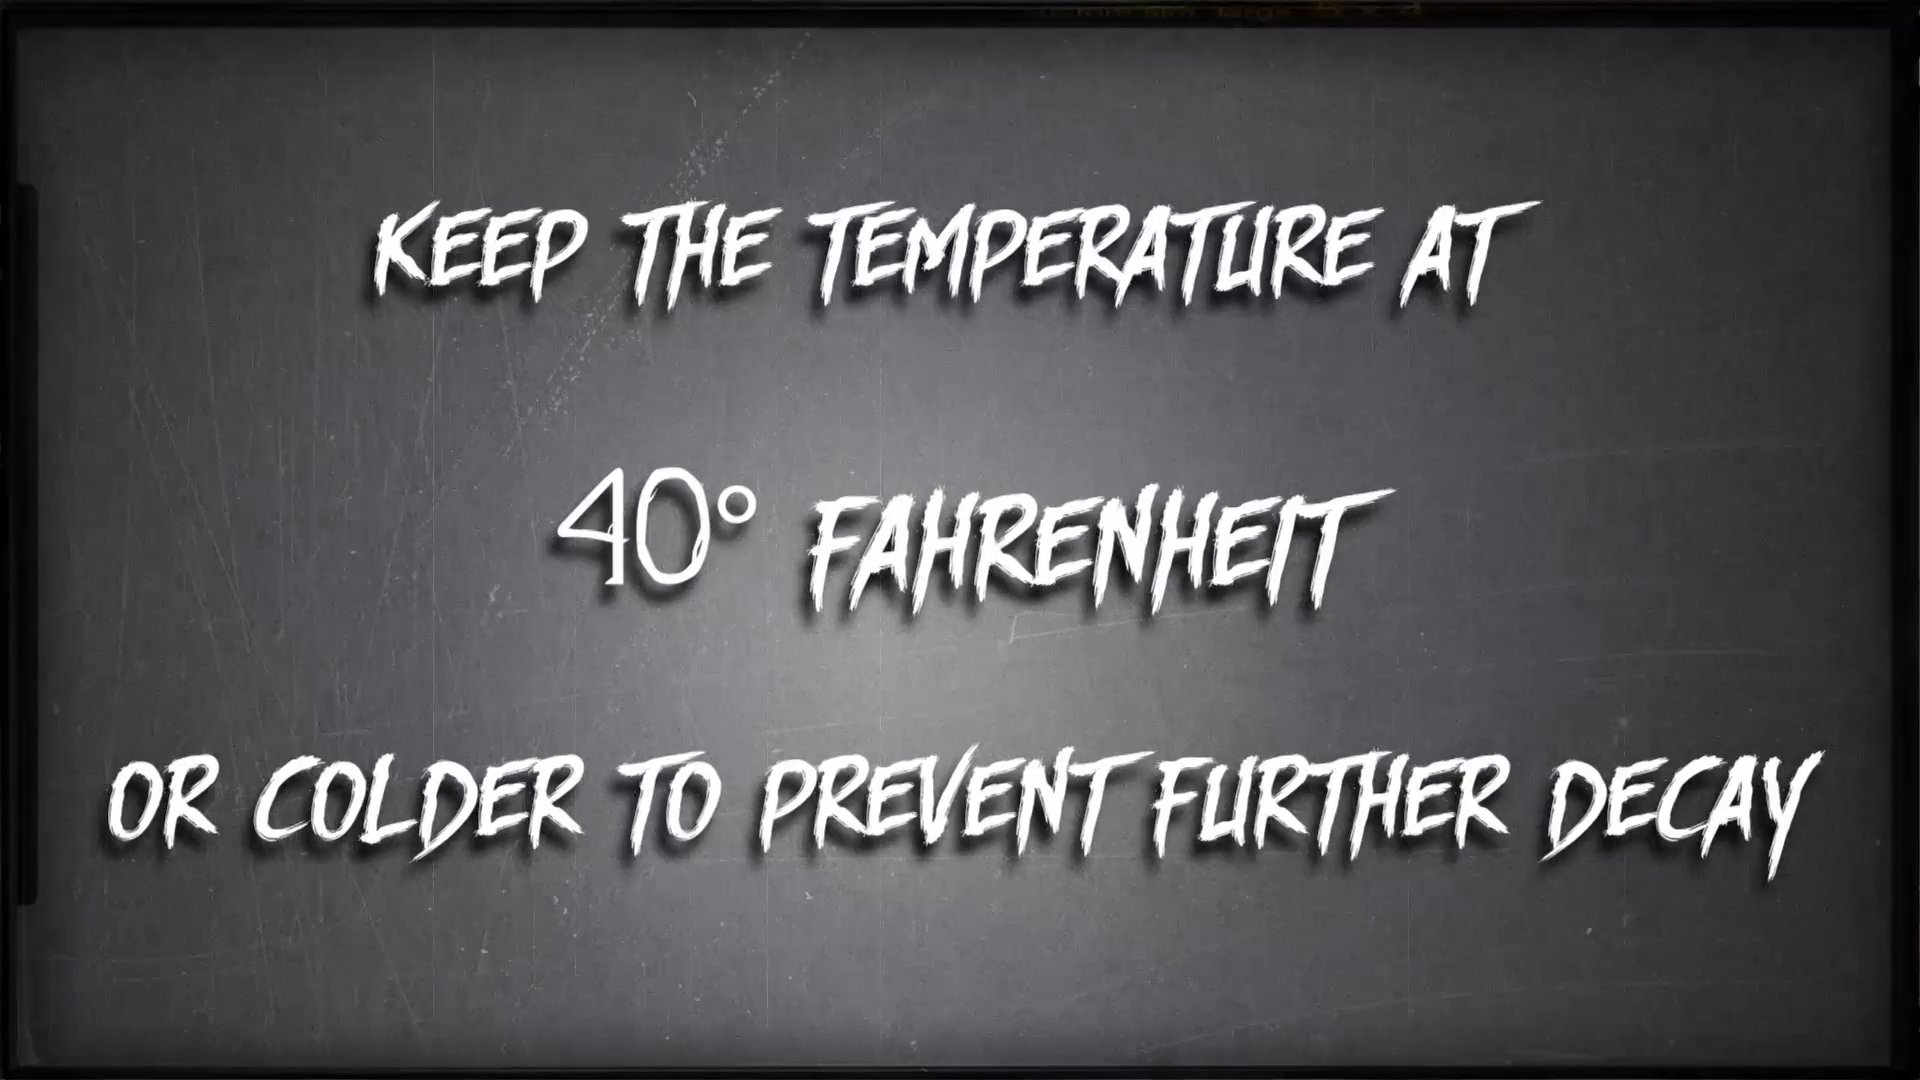 KEEP THE TEMPERATURE AT
40° FAHRENHEIT
OR COLDER TO PREVENT FURTHER DECAY